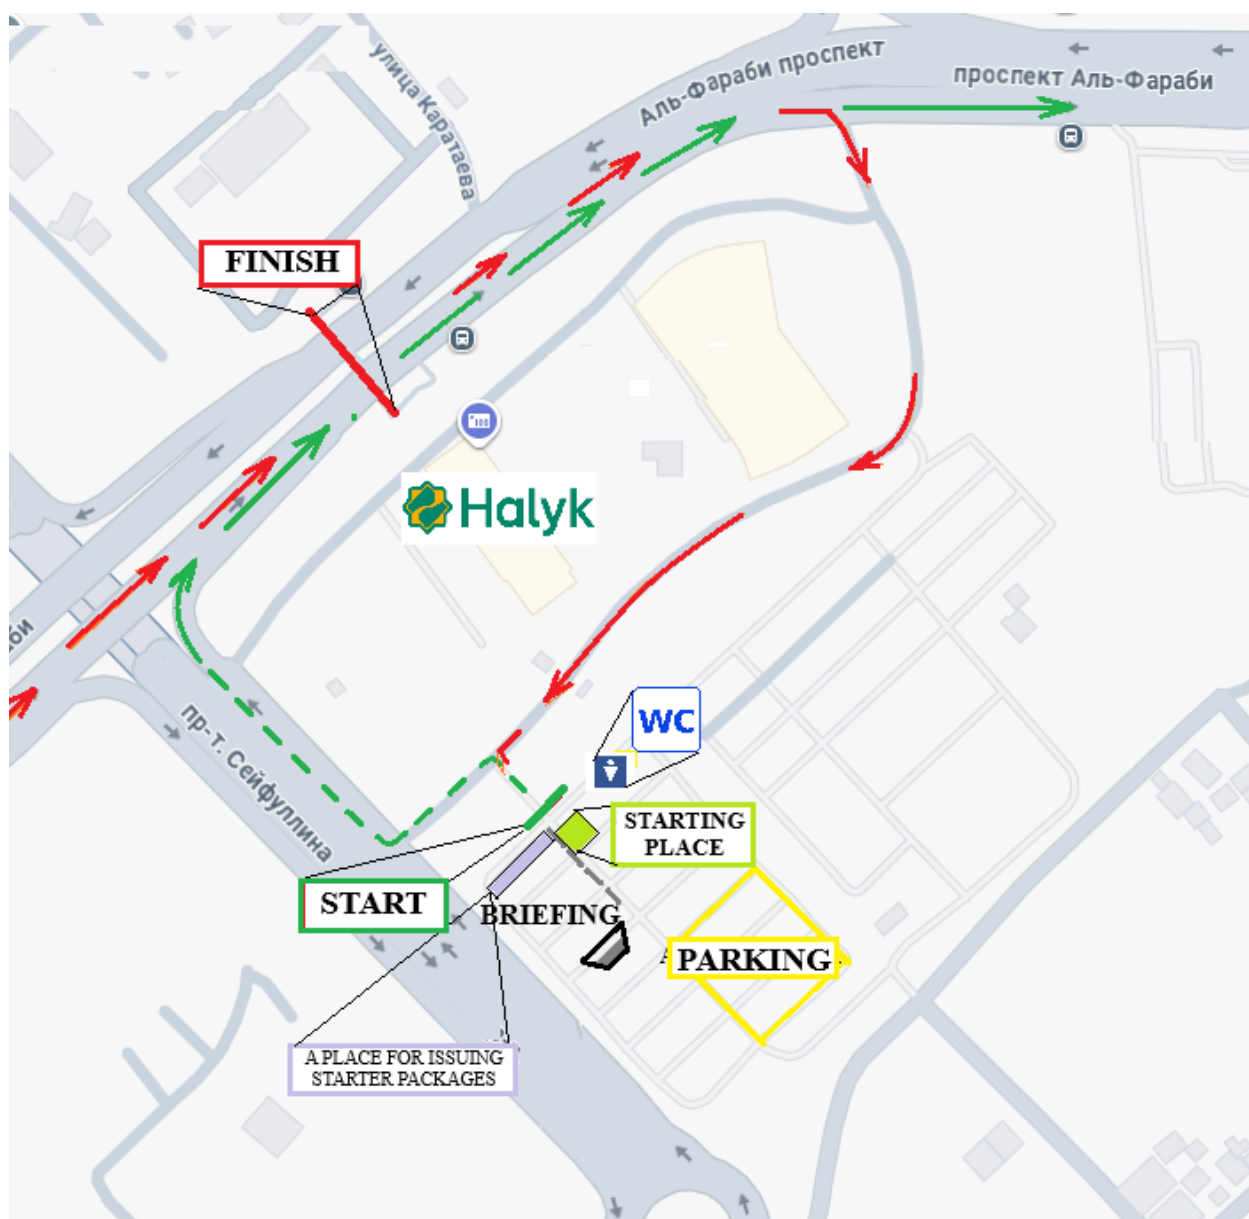 улица Каратаева
Аль-Фараби проспект
проспект Аль-Фараби
FINISH
Halyk
пр-т. Сейфуллина
WC
STARTING
PLACE
START
BRIEFING
PARKING
A PLACE FOR ISSUING
STARTER PACKAGES